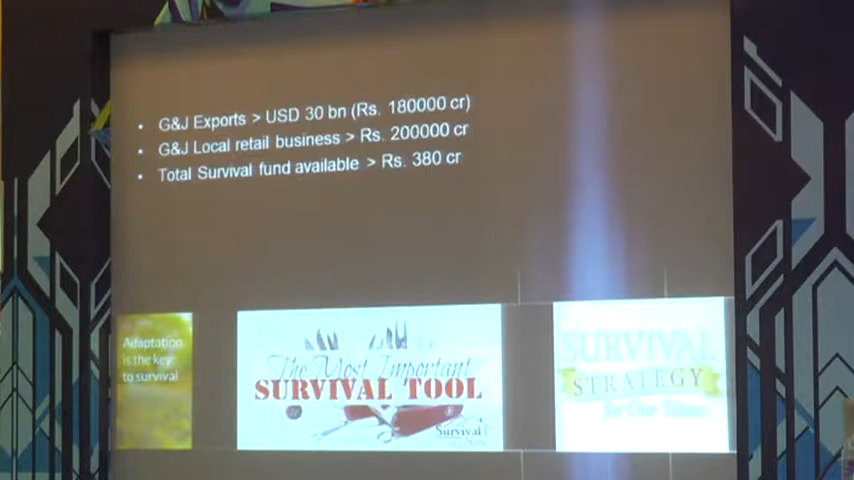 • G&J Exports > USD 30 bn (Rs. 180000 cr)
• G&J Local retail business > Rs. 200000 cr
• Total Survival fund available > Rs. 380 cr
Adaptation
is the key
to survival
The Most Important
SURVIVAL TOOL
Survival
SURVIVAL
STRATEGY
for Our Times